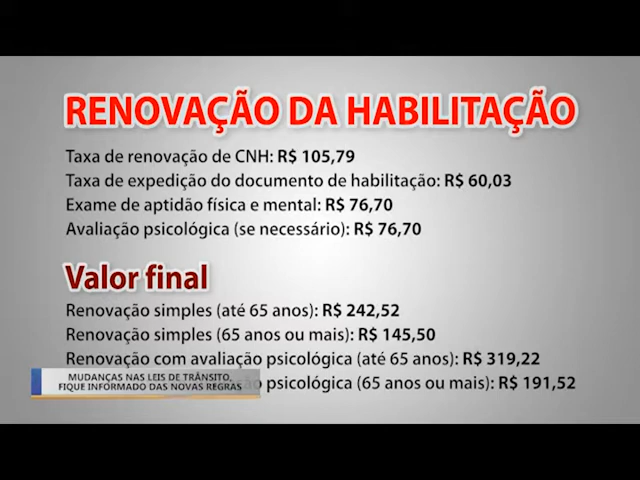 RENOVAÇÃO DA HABILITAÇÃO
Taxa de renovação de CNH: R$ 105,79
Taxa de expedição do documento de habilitação: R$ 60,03
Exame de aptidão física e mental: R$ 76,70
Avaliação psicológica (se necessário): R$ 76,70
Valor final
Renovação simples (até 65 anos): R$ 242,52
Renovação simples (65 anos ou mais): R$ 145,50
Renovação com avaliação psicológica (até 65 anos): R$ 319,22
psicológica (65 anos ou mais): R$ 191,52
MUDANÇAS NAS LEIS DE TRÂNSITO,
FIQUE INFORMADO DAS NOVAS REGRAS